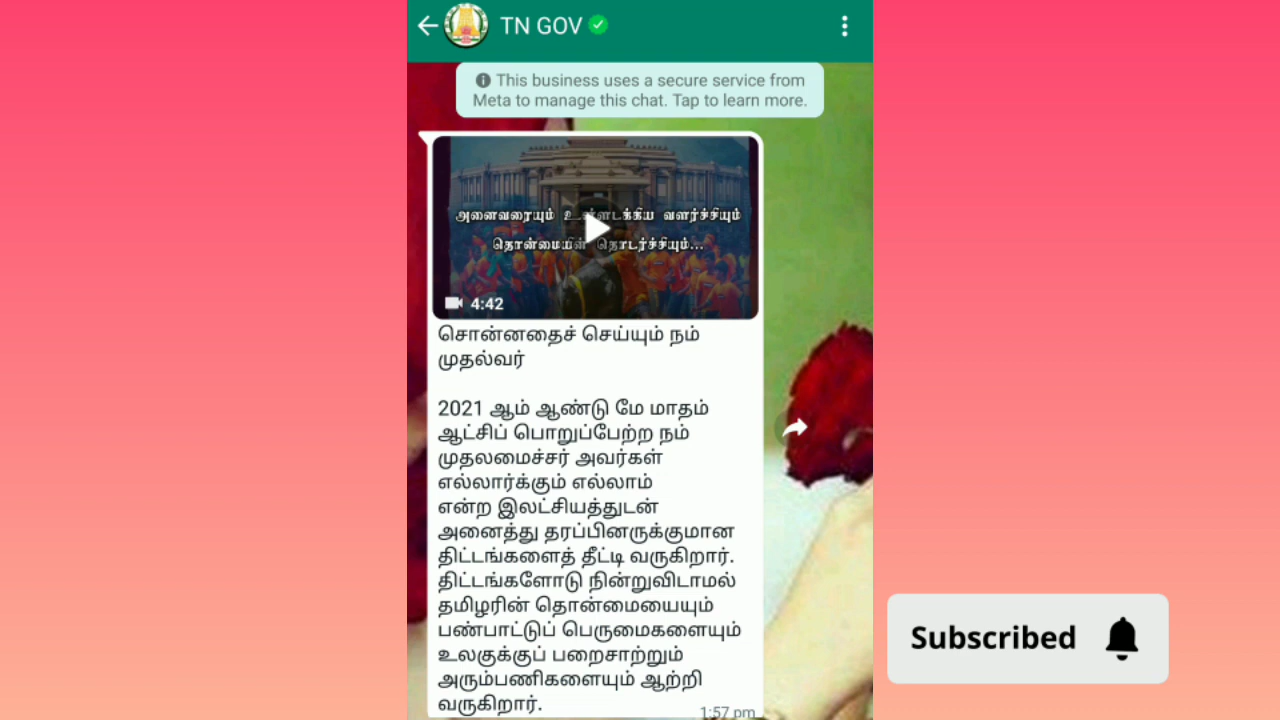 TN GOV
This business uses a secure service from
Meta to manage this chat. Tap to learn more.
அனைவரையும் உள்ளடக்கிய வளர்ச்சியும்
தொன்மையின் தொடர்ச்சியும்...
4:42
சொன்னதைச் செய்யும் நம்
முதல்வர்
2021 ஆம் ஆண்டு மே மாதம்
ஆட்சிப் பொறுப்பேற்ற நம்
முதலமைச்சர் அவர்கள்
எல்லார்க்கும் எல்லாம்
என்ற இலட்சியத்துடன்
அனைத்து தரப்பினருக்குமான
திட்டங்களைத் தீட்டி வருகிறார்.
திட்டங்களோடு நின்றுவிடாமல்
தமிழரின் தொன்மையையும்
பண்பாட்டுப் பெருமைகளையும்
உலகுக்குப் பறைசாற்றும்
அரும்பணிகளையும் ஆற்றி
வருகிறார்.
1:57 pm
Subscribed